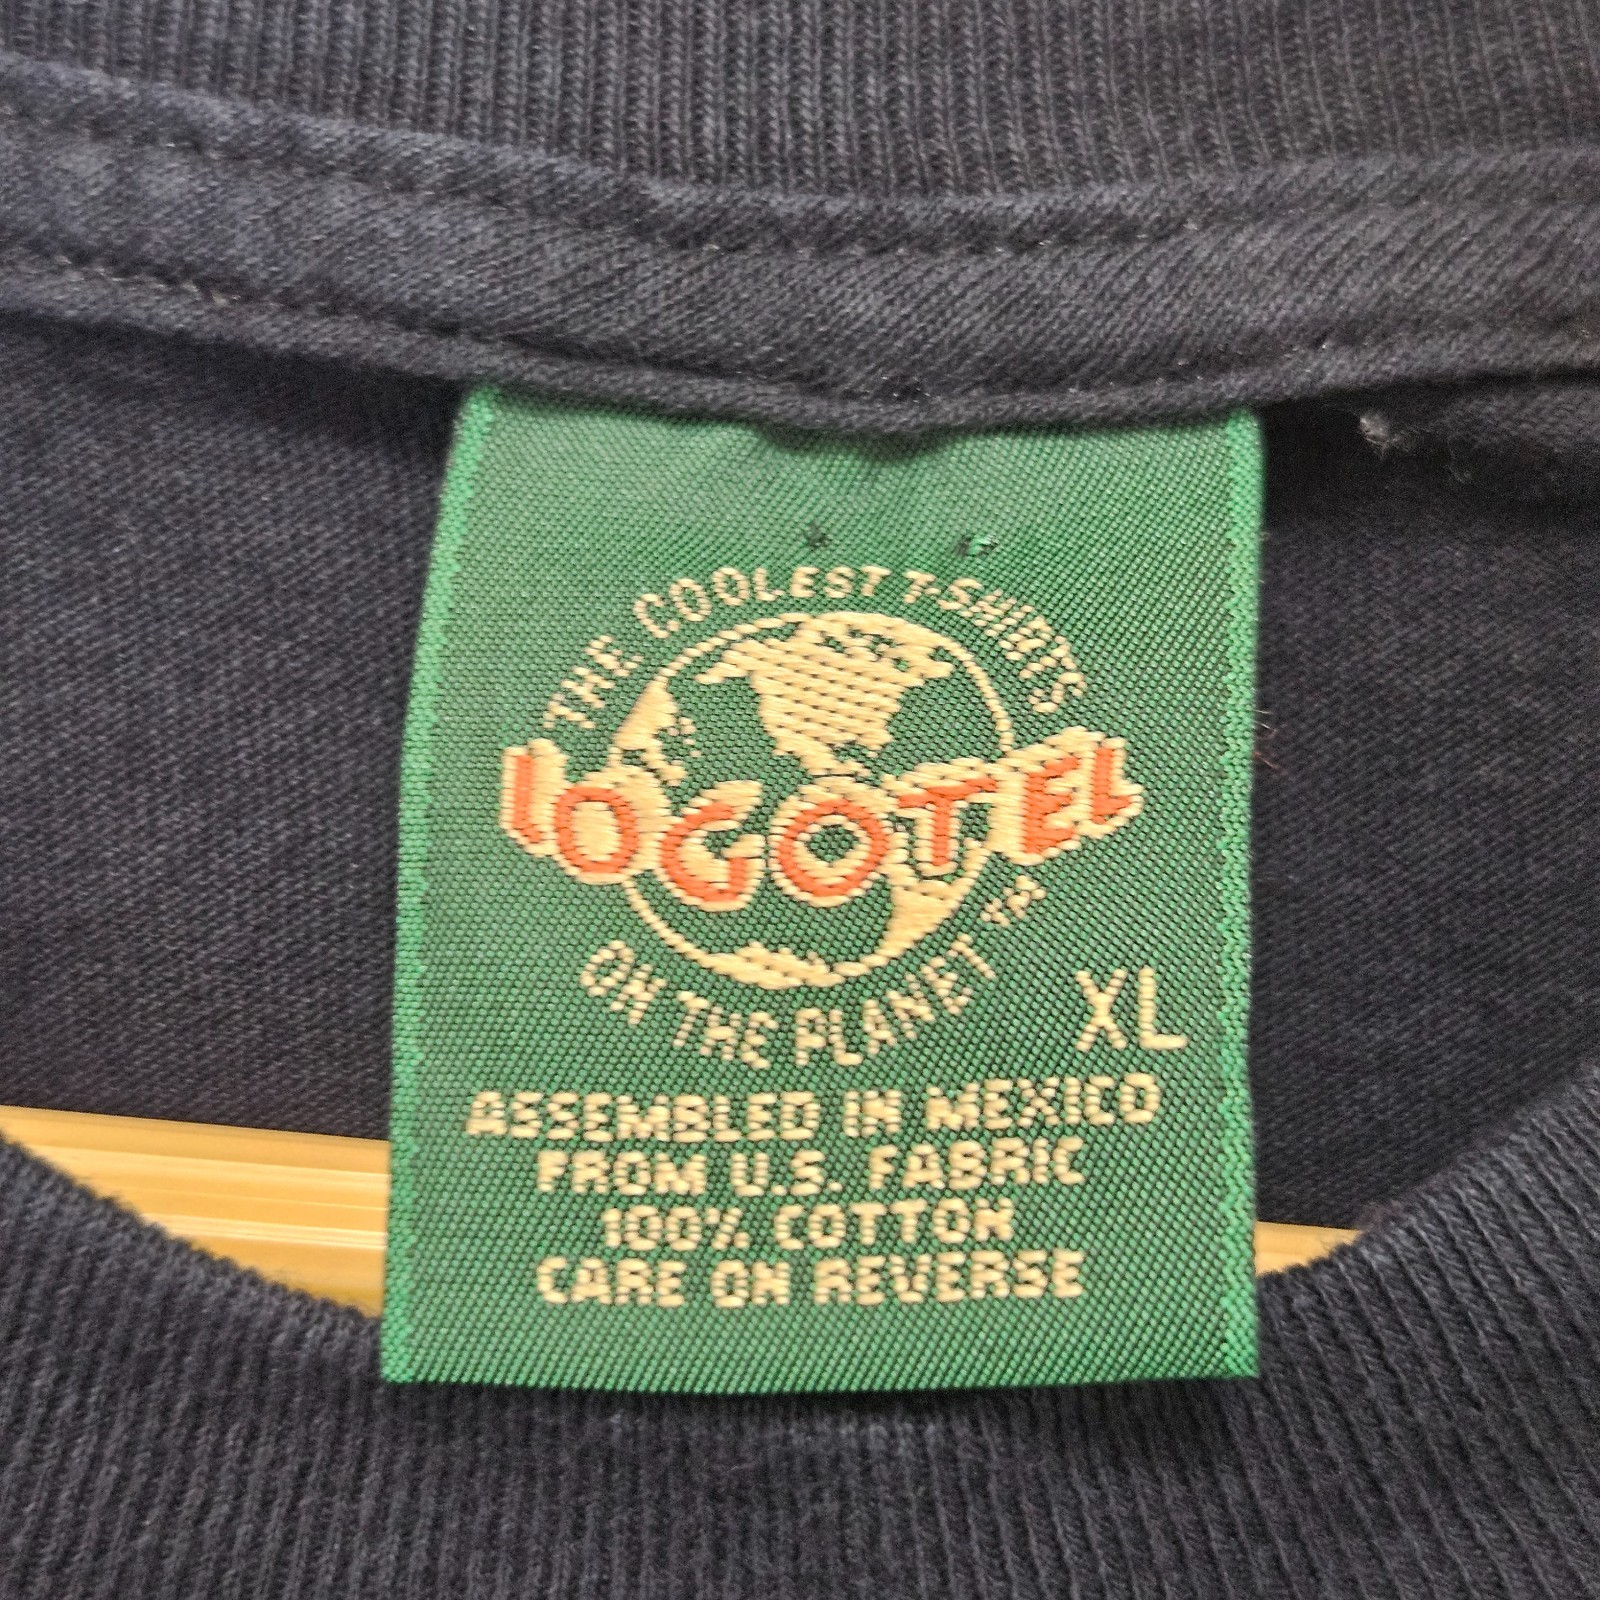 THE COOLEST T-SHIRTS
LOGOTEL
ON THE PLANET TM
XL
ASSEMBLED IN MEXICO
FROM U.S. FABRIC
100% COTTON
CARE ON REVERSE